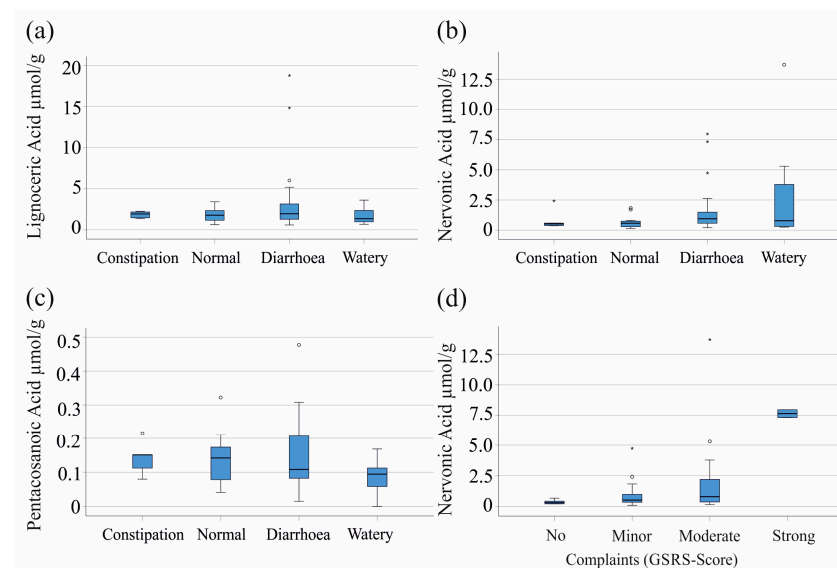 (a)
Lignoceric Acid µmol/g
20
15
10
5
0
Constipation Normal Diarrhoea Watery
(b)
Nervonic Acid µmol/g
12.5
10.0
7.5
5.0
2.5
0
Constipation Normal Diarrhoea Watery
(c)
Pentacosanoic Acid µmol/g
0.5
0.4
0.3
0.2
0.1
0
Constipation Normal Diarrhoea Watery
(d)
Nervonic Acid µmol/g
12.5
10.0
7.5
5.0
2.5
0
No Minor Moderate Strong
Complaints (GSRS-Score)